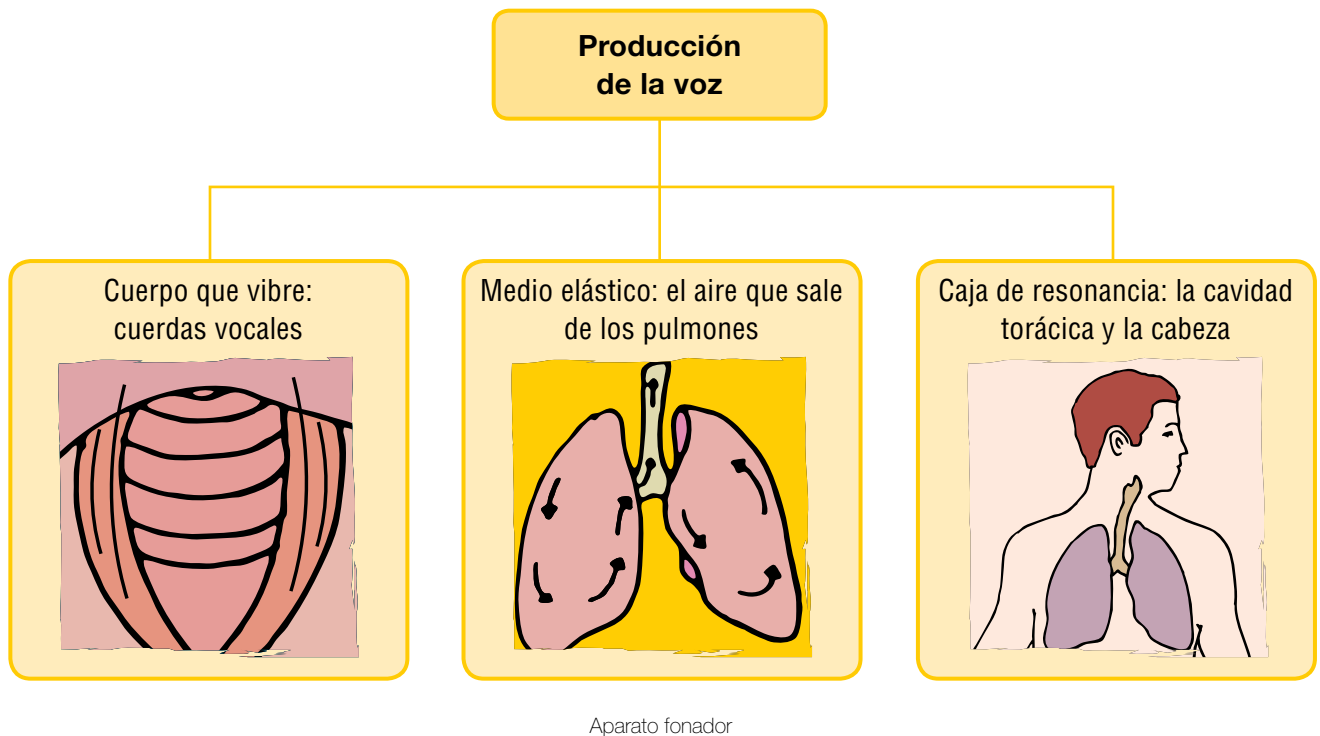 Producción
de la voz
Cuerpo que vibre:
cuerdas vocales
Medio elástico: el aire que sale
de los pulmones
Caja de resonancia: la cavidad
torácica y la cabeza
Aparato fonador